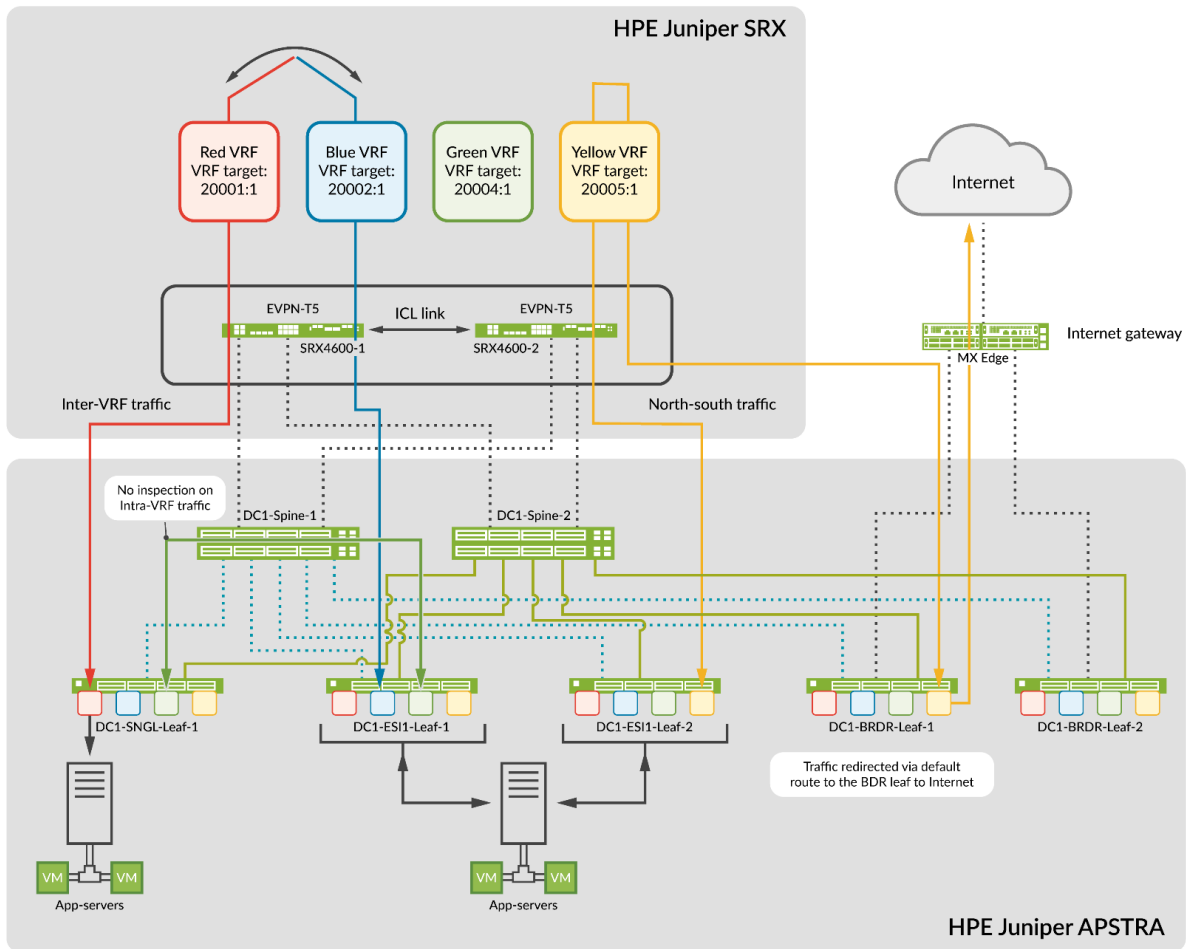 HPE Juniper SRX
Red VRF
VRF target:
20001:1
Blue VRF
VRF target:
20002:1
Green VRF
VRF target:
20004:1
Yellow VRF
VRF target:
20005:1
Internet
EVPN-T5
ICL link
EVPN-T5
SRX4600-1
SRX4600-2
Internet gateway
MX Edge
Inter-VRF traffic
North-south traffic
No inspection on
Intra-VRF traffic
DC1-Spine-1
DC1-Spine-2
DC1-SNGL-Leaf-1
DC1-ESI1-Leaf-1
DC1-ESI1-Leaf-2
DC1-BRDR-Leaf-1
DC1-BRDR-Leaf-2
Traffic redirected via default
route to the BDR leaf to Internet
VM
VM
VM
VM
App-servers
App-servers
HPE Juniper APSTRA